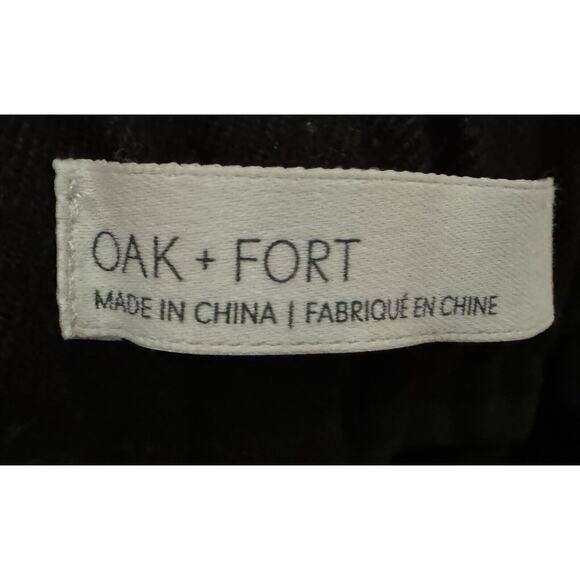 OAK + FORT
MADE IN CHINA | FABRIQUÉ EN CHINE